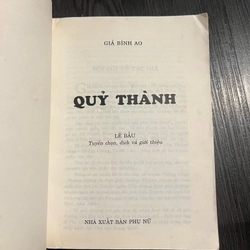 GIẢ BÌNH AO
QUỶ THÀNH
LÊ BẦU
Tuyển chọn, dịch và giới thiệu
NHÀ XUẤT BẢN PHỤ NỮ